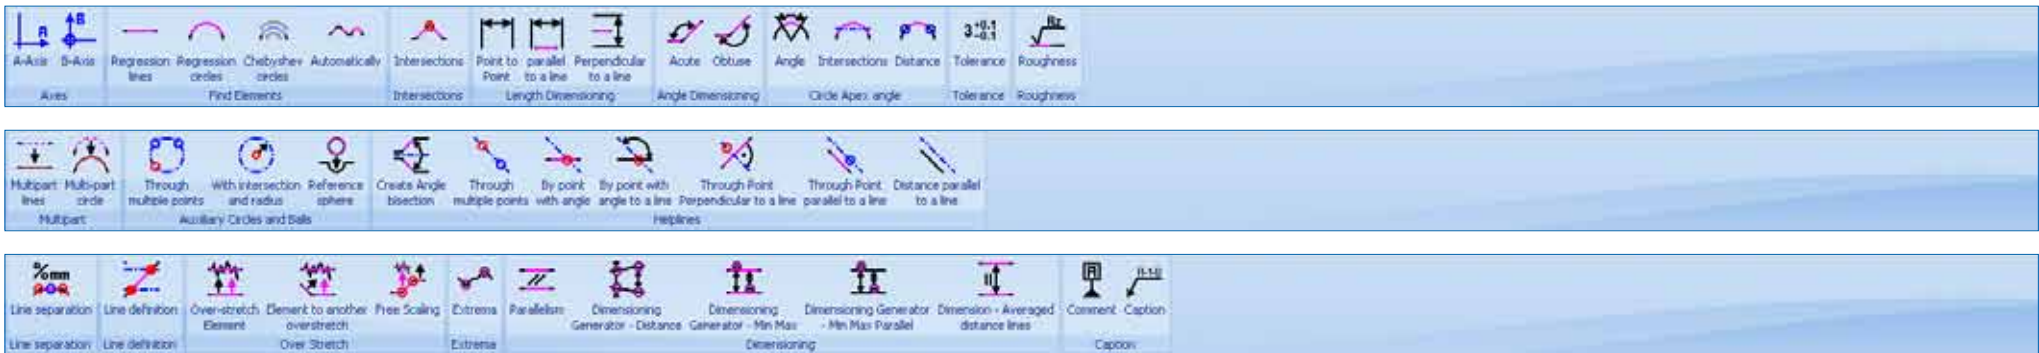 A B 3 +0.1 -0.1 Rz
A-Axis B-Axis Regression lines Regression circles Chebyshev circles Automatically Intersections Point to Point parallel to a line Perpendicular to a line Acute Obtuse Angle Intersections Distance Tolerance Roughness
Axes Find Elements Intersections Length Dimensioning Angle Dimensioning Circle Apex angle Tolerance Roughness
Multipart lines Multi-part circle Through multiple points With intersection and radius Reference sphere Create Angle bisection Through multiple points By point with angle By point with angle to a line Through Point Perpendicular to a line Through Point parallel to a line Distance parallel to a line
Multipart Auxiliary Circles and Balls Helplines
%mm A
Line separation Line definition Over-stretch Element Element to another overstretch Free Scaling Extrema Parallelism Dimensioning Generator - Distance Dimensioning Generator - Min Max Dimensioning Generator - Min Max Parallel Dimension - Averaged distance lines Comment Caption
Line separation Line definition Over Stretch Extrema Dimensioning Caption